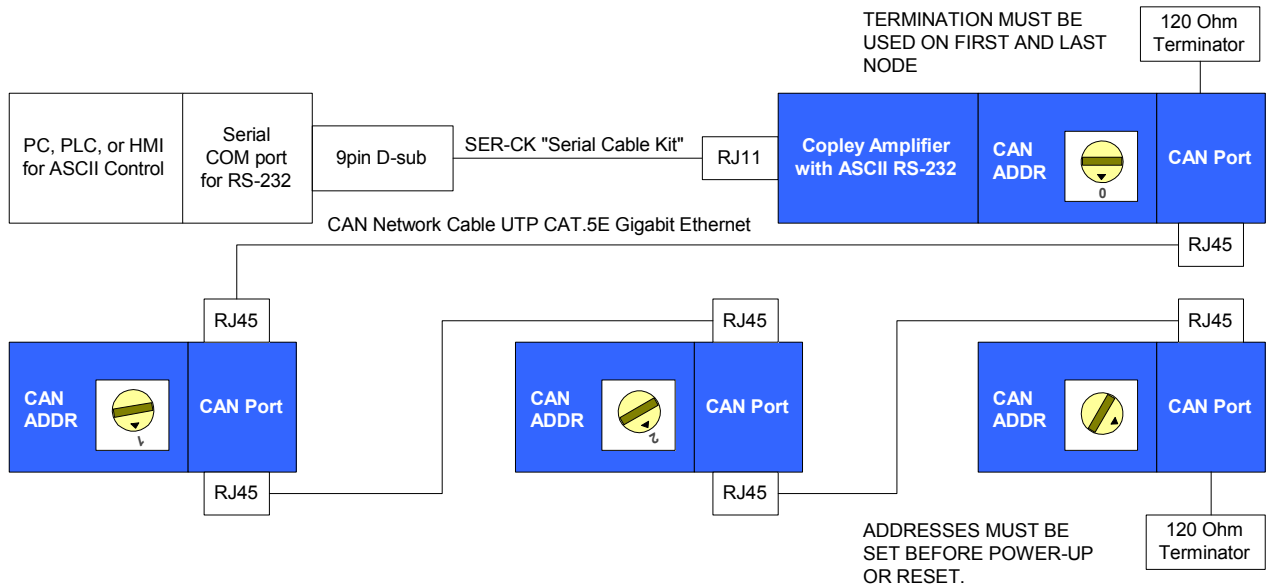 TERMINATION MUST BE
USED ON FIRST AND LAST
NODE
120 Ohm
Terminator
PC, PLC, or HMI
for ASCII Control
Serial
COM port
for RS-232
9pin D-sub
SER-CK "Serial Cable Kit"
RJ11
Copley Amplifier
with ASCII RS-232
CAN
ADDR
0
CAN Port
RJ45
CAN Network Cable UTP CAT.5E Gigabit Ethernet
RJ45
CAN
ADDR
1
CAN Port
RJ45
RJ45
CAN
ADDR
2
CAN Port
RJ45
RJ45
CAN
ADDR
CAN Port
ADDRESSES MUST BE
SET BEFORE POWER-UP
OR RESET.
120 Ohm
Terminator